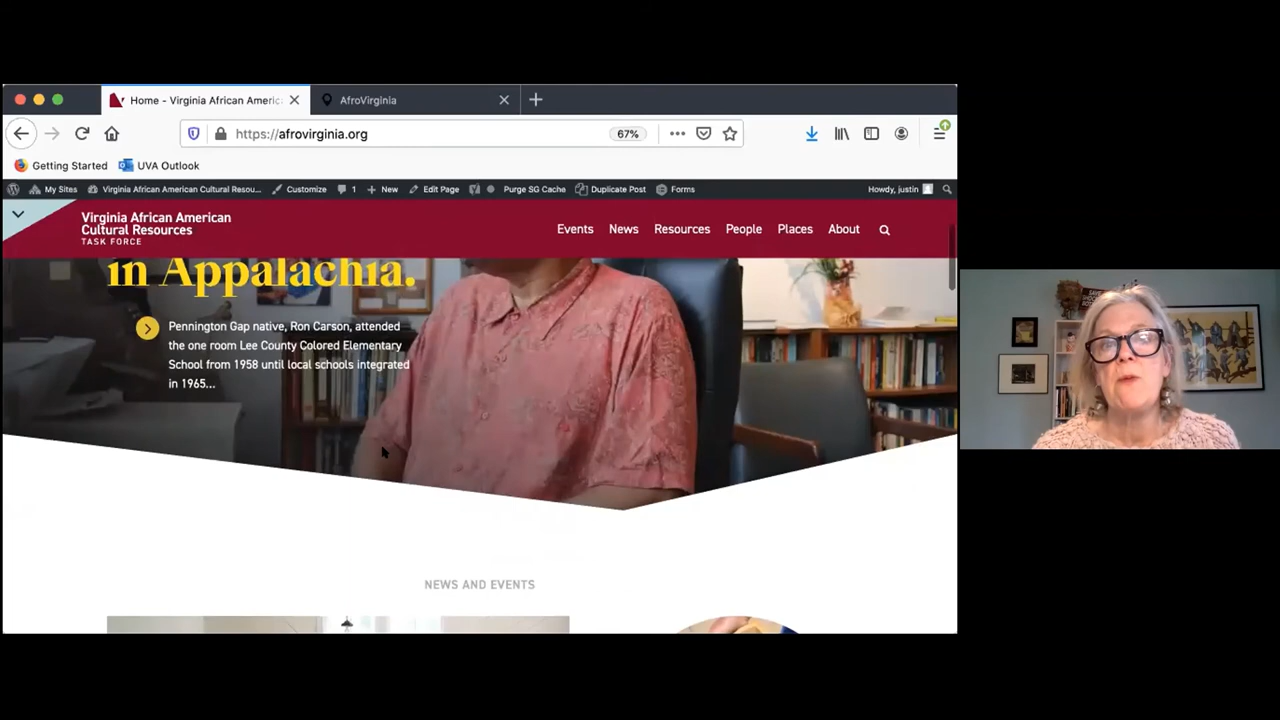 Home - Virginia African Americ
AfroVirginia
https://afrovirginia.org
67%
Getting Started
UVA Outlook
My Sites
Virginia African American Cultural Resou...
Customize
1
New
Edit Page
Purge SG Cache
Duplicate Post
Forms
Howdy, justin
Virginia African American
Cultural Resources
TASK FORCE
Events
News
Resources
People
Places
About
in Appalachia.
Pennington Gap native, Ron Carson, attended
the one room Lee County Colored Elementary
School from 1958 until local schools integrated
in 1965...
NEWS AND EVENTS